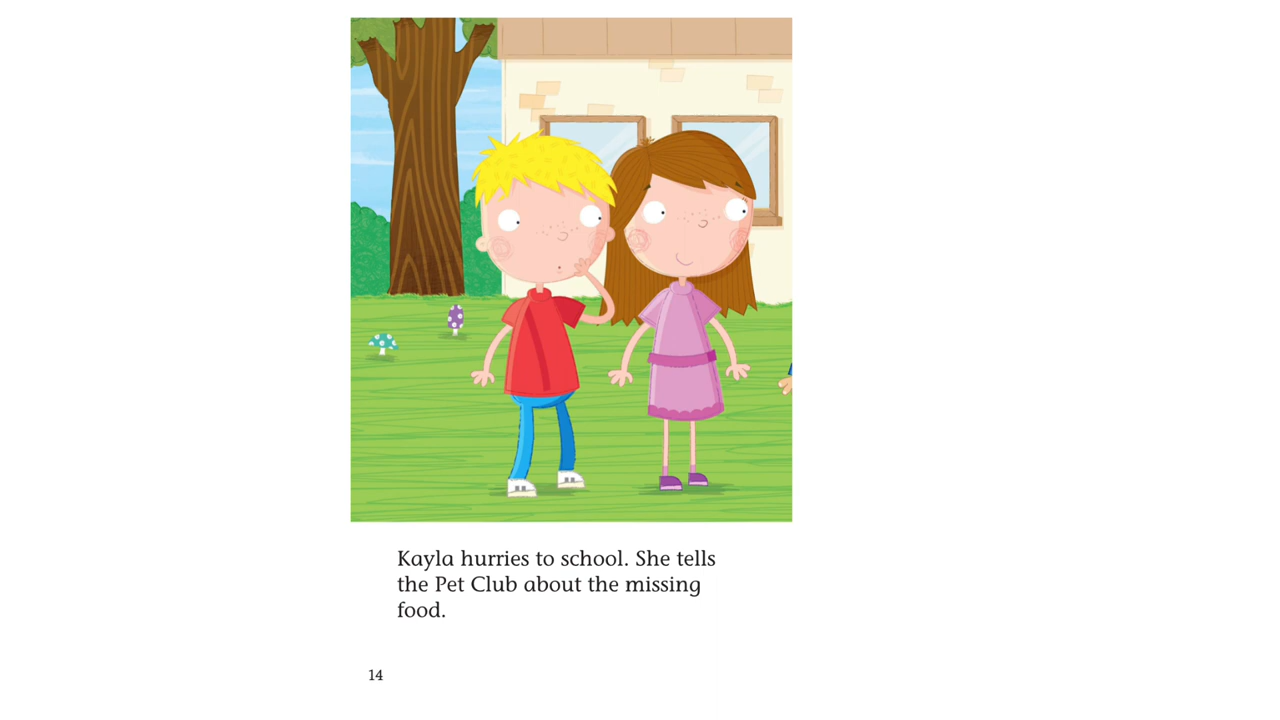 Kayla hurries to school. She tells
the Pet Club about the missing
food.
14